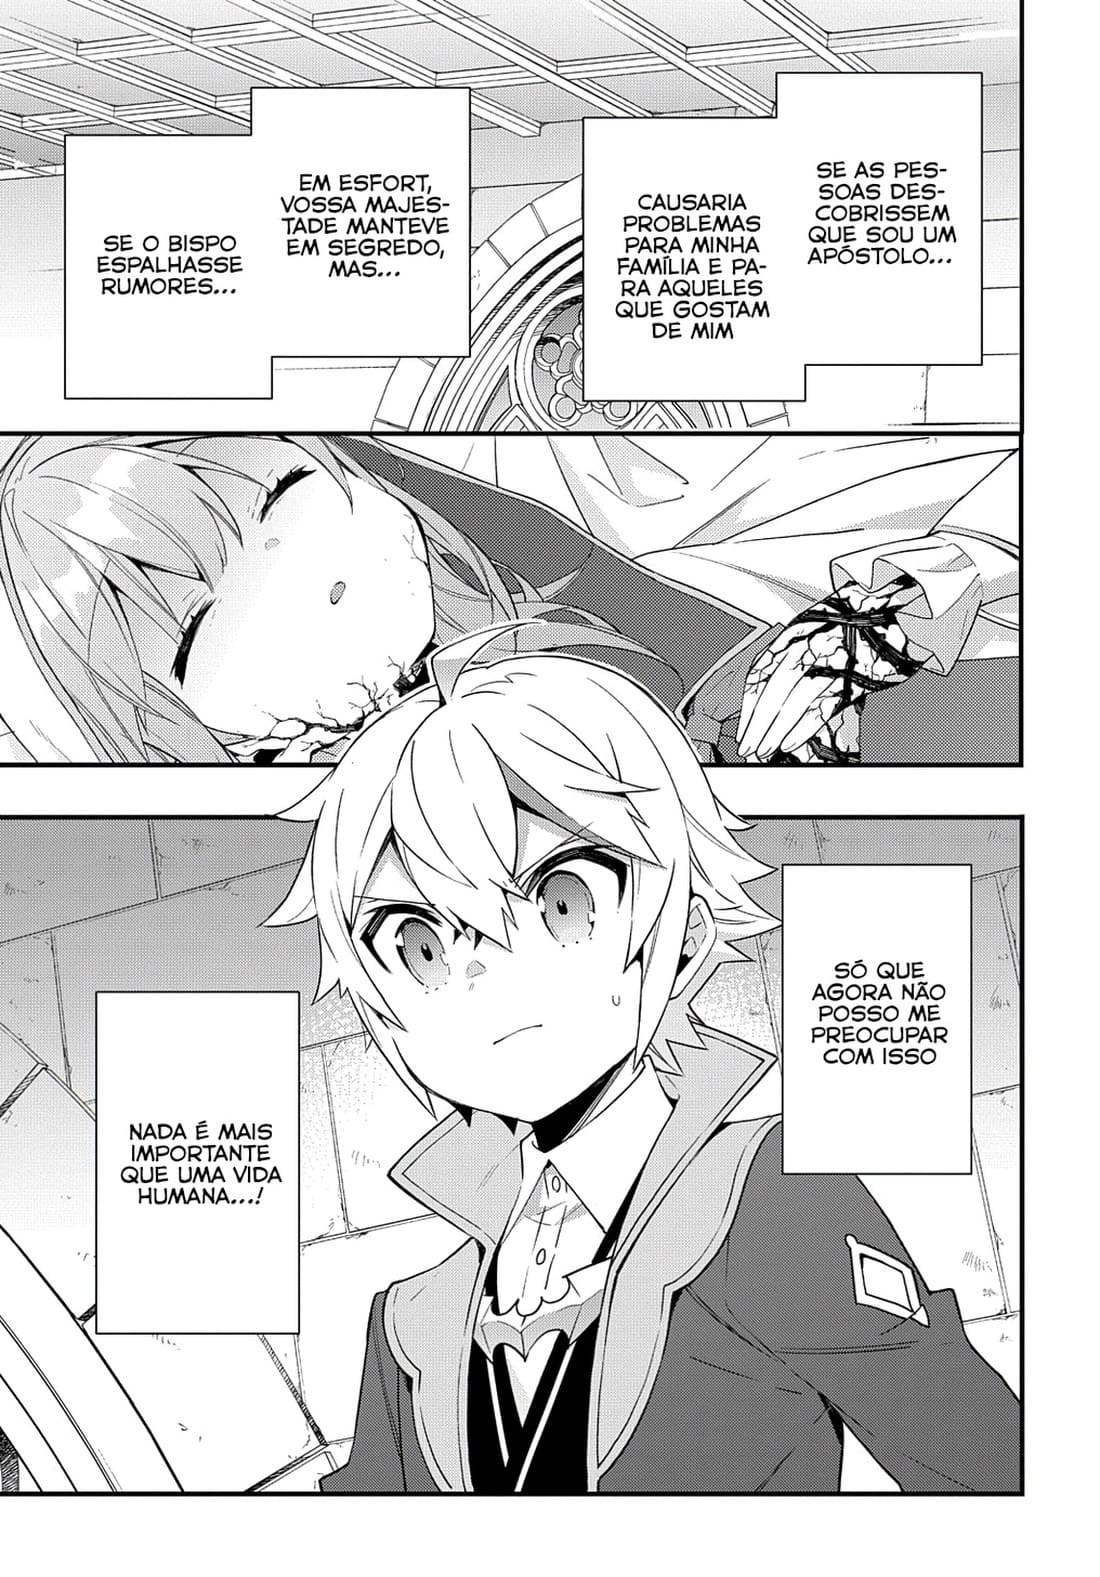 SE AS PES-
SOAS DES-
COBRISSEM
QUE SOU UM
APÓSTOLO...
CAUSARIA
PROBLEMAS
PARA MINHA
FAMÍLIA E PA-
RA AQUELES
QUE GOSTAM
DE MIM
EM ESFORT,
VOSSA MAJES-
TADE MANTEVE
EM SEGREDO,
MAS...
SE O BISPO
ESPALHASSE
RUMORES...
SÓ QUE
AGORA NÃO
POSSO ME
PREOCUPAR
COM ISSO
NADA É MAIS
IMPORTANTE
QUE UMA VIDA
HUMANA...!